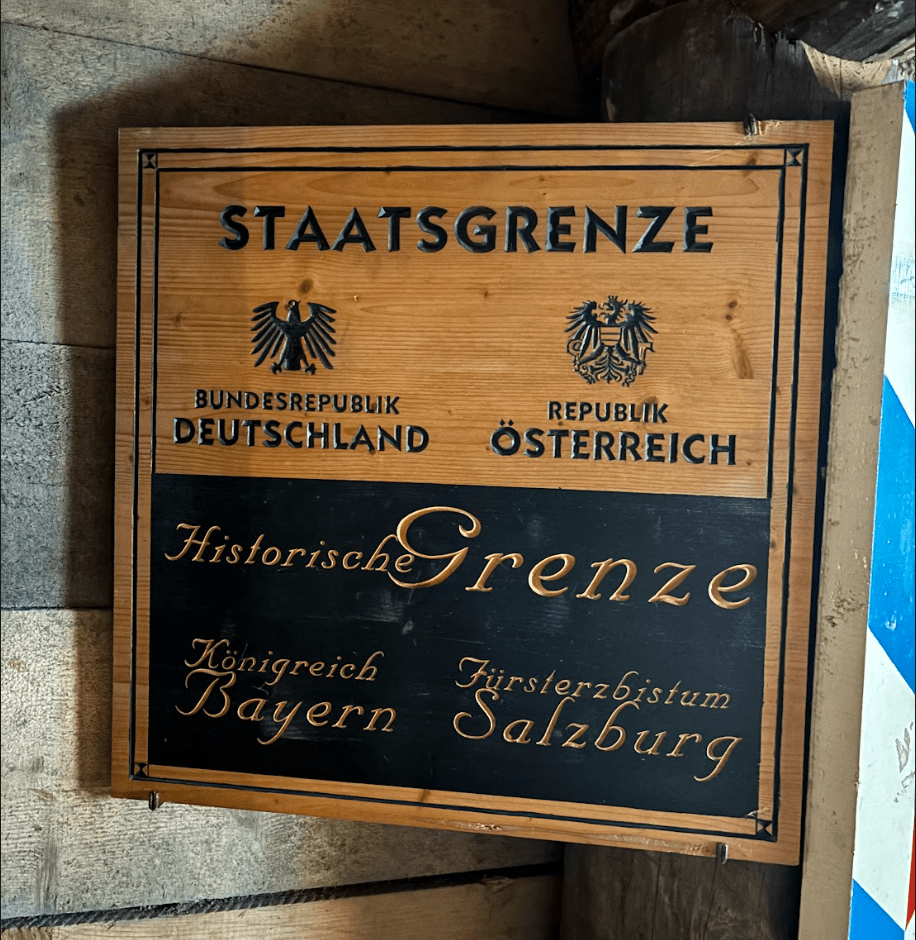 STAATSGRENZE
BUNDESREPUBLIK
DEUTSCHLAND
REPUBLIK
ÖSTERREICH
Historische Grenze
Königreich
Bayern
Fürsterzbistum
Salzburg